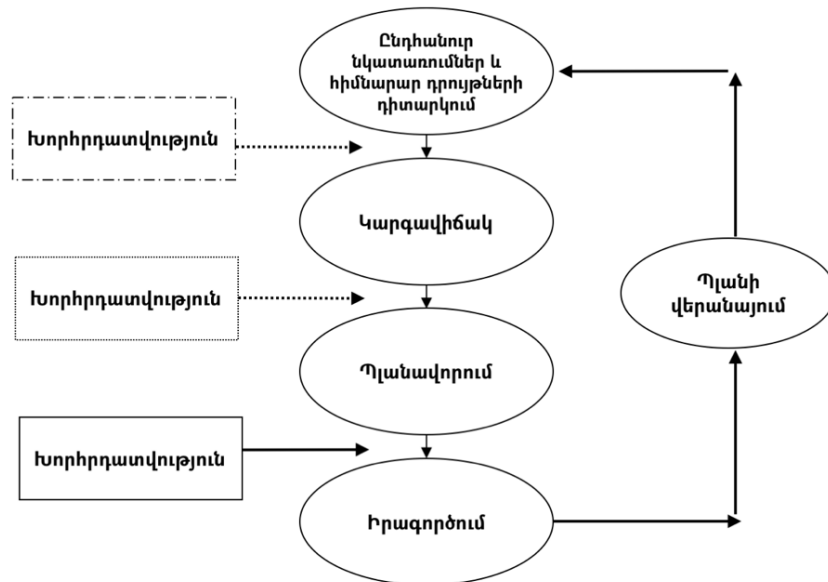 Ընդհանուր
նկատառումներ և
հիմնարար դրույթների
դիտարկում
Խորհրդատվություն
Կարգավիճակ
Խորհրդատվություն
Պլանի
վերանայում
Պլանավորում
Խորհրդատվություն
Իրագործում